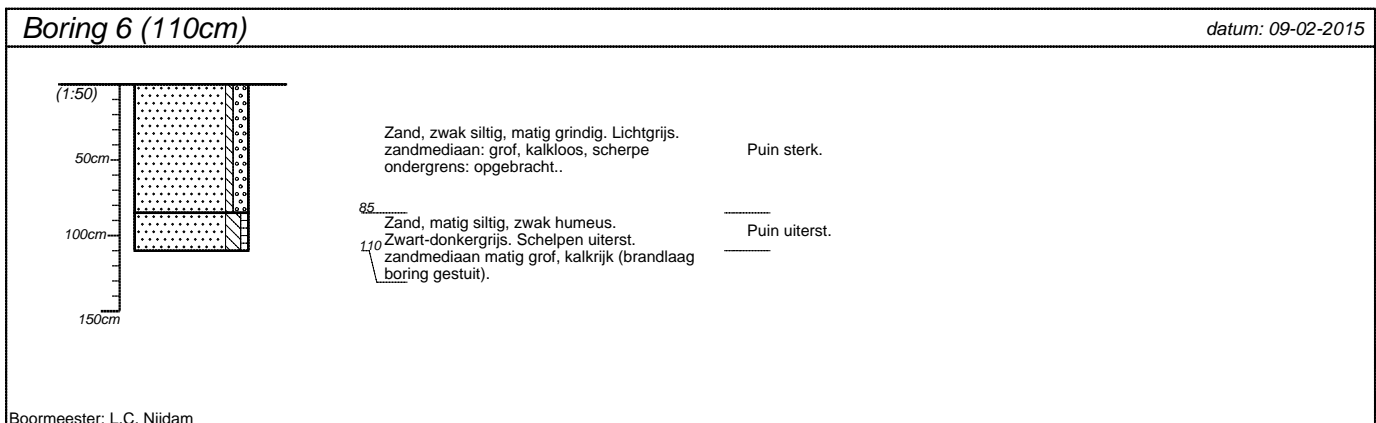 Boring 6 (110cm)
datum: 09-02-2015
(1:50)
50cm
100cm
150cm
85
110
Zand, zwak siltig, matig grindig. Lichtgrijs.
zandmediaan: grof, kalkloos, scherpe
ondergrens: opgebracht..
Puin sterk.
Zand, matig siltig, zwak humeus.
Zwart-donkergrijs. Schelpen uiterst.
zandmediaan matig grof, kalkrijk (brandlaag
boring gestuit).
Puin uiterst.
Boormeester: L.C. Nijdam